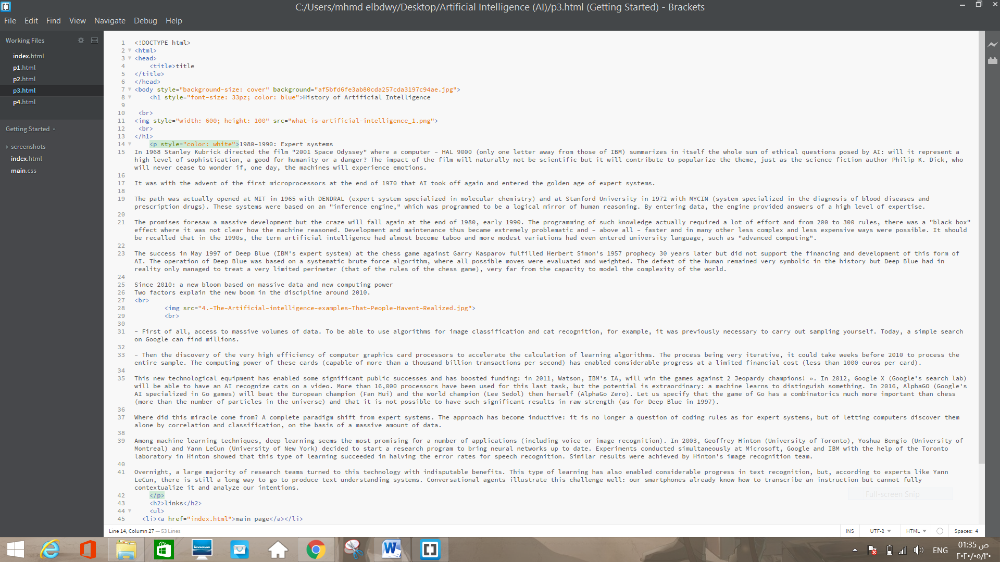 C:/Users/mhmd elbdwy/Desktop/Artificial Intelligence (AI)/p3.html (Getting Started) - Brackets
File Edit Find View Navigate Debug Help
Working Files
index.html
p1.html
p2.html
p3.html
p4.html
Getting Started
screenshots
index.html
main.css
1 <!DOCTYPE html>
2 <html>
3 <head>
4 <title>title
5 </title>
6 </head>
7 <body style="background-size: cover" background="af5bfd6fe3ab80cda257cda3197c94ae.jpg">
8 <h1 style="font-size: 33pz; color: blue">History of Artificial Intelligence
9
10 <br>
11 <img style="width: 600; height: 100" src="what-is-artificial-intelligence_1.png">
12 <br>
13 </h1>
14 <p style="color: white">1980-1990: Expert systems
15 In 1968 Stanley Kubrick directed the film "2001 Space Odyssey" where a computer – HAL 9000 (only one letter away from those of IBM) summarizes in itself the whole sum of ethical questions posed by AI: will it represent a
high level of sophistication, a good for humanity or a danger? The impact of the film will naturally not be scientific but it will contribute to popularize the theme, just as the science fiction author Philip K. Dick, who
will never cease to wonder if, one day, the machines will experience emotions.
16
17 It was with the advent of the first microprocessors at the end of 1970 that AI took off again and entered the golden age of expert systems.
18
19 The path was actually opened at MIT in 1965 with DENDRAL (expert system specialized in molecular chemistry) and at Stanford University in 1972 with MYCIN (system specialized in the diagnosis of blood diseases and
prescription drugs). These systems were based on an "inference engine," which was programmed to be a logical mirror of human reasoning. By entering data, the engine provided answers of a high level of expertise.
20
21 The promises foresaw a massive development but the craze will fall again at the end of 1980, early 1990. The programming of such knowledge actually required a lot of effort and from 200 to 300 rules, there was a "black box"
effect where it was not clear how the machine reasoned. Development and maintenance thus became extremely problematic and – above all – faster and in many other less complex and less expensive ways were possible. It should
be recalled that in the 1990s, the term artificial intelligence had almost become taboo and more modest variations had even entered university language, such as "advanced computing".
22
23 The success in May 1997 of Deep Blue (IBM's expert system) at the chess game against Garry Kasparov fulfilled Herbert Simon's 1957 prophecy 30 years later but did not support the financing and development of this form of
AI. The operation of Deep Blue was based on a systematic brute force algorithm, where all possible moves were evaluated and weighted. The defeat of the human remained very symbolic in the history but Deep Blue had in
reality only managed to treat a very limited perimeter (that of the rules of the chess game), very far from the capacity to model the complexity of the world.
24
25 Since 2010: a new bloom based on massive data and new computing power
26 Two factors explain the new boom in the discipline around 2010.
27 <br>
28 <img src="4.-The-Artificial-intelligence-examples-That-People-Havent-Realized.jpg">
29 <br>
30
31 – First of all, access to massive volumes of data. To be able to use algorithms for image classification and cat recognition, for example, it was previously necessary to carry out sampling yourself. Today, a simple search
on Google can find millions.
32
33 – Then the discovery of the very high efficiency of computer graphics card processors to accelerate the calculation of learning algorithms. The process being very iterative, it could take weeks before 2010 to process the
entire sample. The computing power of these cards (capable of more than a thousand billion transactions per second) has enabled considerable progress at a limited financial cost (less than 1000 euros per card).
34
35 This new technological equipment has enabled some significant public successes and has boosted funding: in 2011, Watson, IBM's IA, will win the games against 2 Jeopardy champions! ». In 2012, Google X (Google's search lab)
will be able to have an AI recognize cats on a video. More than 16,000 processors have been used for this last task, but the potential is extraordinary: a machine learns to distinguish something. In 2016, AlphaGO (Google's
AI specialized in Go games) will beat the European champion (Fan Hui) and the world champion (Lee Sedol) then herself (AlphaGo Zero). Let us specify that the game of Go has a combinatorics much more important than chess
(more than the number of particles in the universe) and that it is not possible to have such significant results in raw strength (as for Deep Blue in 1997).
36
37 Where did this miracle come from? A complete paradigm shift from expert systems. The approach has become inductive: it is no longer a question of coding rules as for expert systems, but of letting computers discover them
alone by correlation and classification, on the basis of a massive amount of data.
38
39 Among machine learning techniques, deep learning seems the most promising for a number of applications (including voice or image recognition). In 2003, Geoffrey Hinton (University of Toronto), Yoshua Bengio (University of
Montreal) and Yann LeCun (University of New York) decided to start a research program to bring neural networks up to date. Experiments conducted simultaneously at Microsoft, Google and IBM with the help of the Toronto
laboratory in Hinton showed that this type of learning succeeded in halving the error rates for speech recognition. Similar results were achieved by Hinton's image recognition team.
40
41 Overnight, a large majority of research teams turned to this technology with indisputable benefits. This type of learning has also enabled considerable progress in text recognition, but, according to experts like Yann
LeCun, there is still a long way to go to produce text understanding systems. Conversational agents illustrate this challenge well: our smartphones already know how to transcribe an instruction but cannot fully
contextualize it and analyze our intentions.
42 </p>
43 <h2>links</h2>
44 <ul>
45 <li><a href="index.html">main page</a></li>
Full-screen Snip
Line 14, Column 27 — 53 Lines
INS UTF-8 HTML Spaces: 4
lenovo
ENG
01:35 ص
٢٠٢٠/٠٥/٣٠